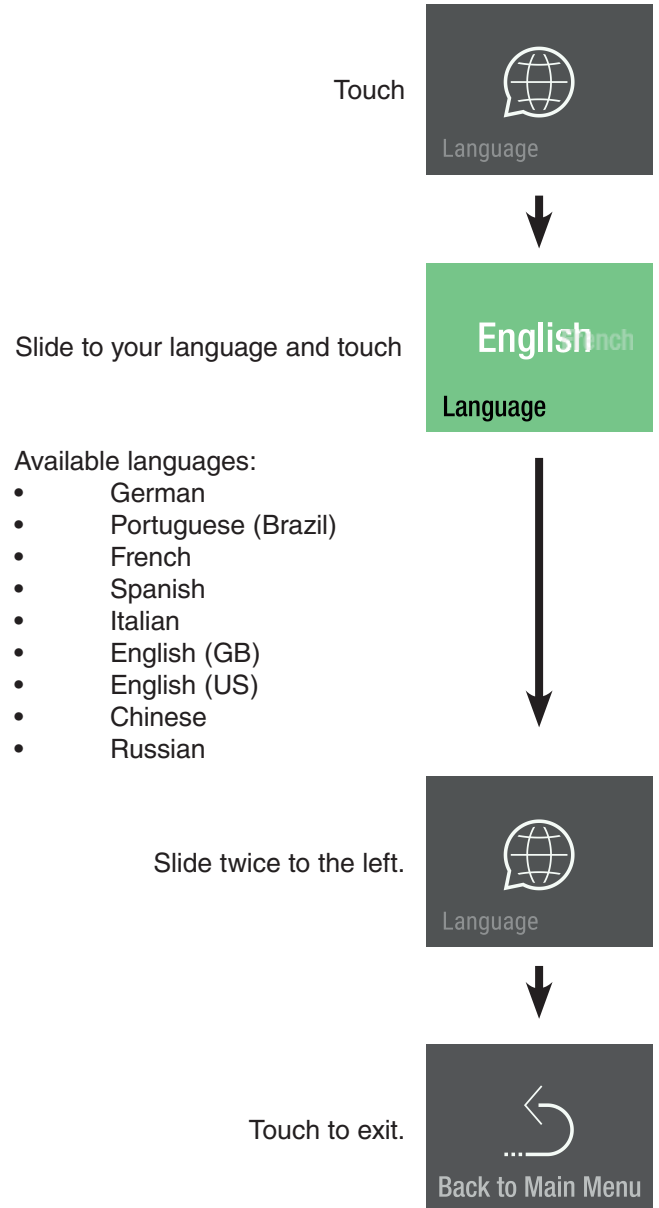 Touch
Language
Slide to your language and touch
English
French
Language
Available languages:
• German
• Portuguese (Brazil)
• French
• Spanish
• Italian
• English (GB)
• English (US)
• Chinese
• Russian
Slide twice to the left.
Language
Touch to exit.
Back to Main Menu